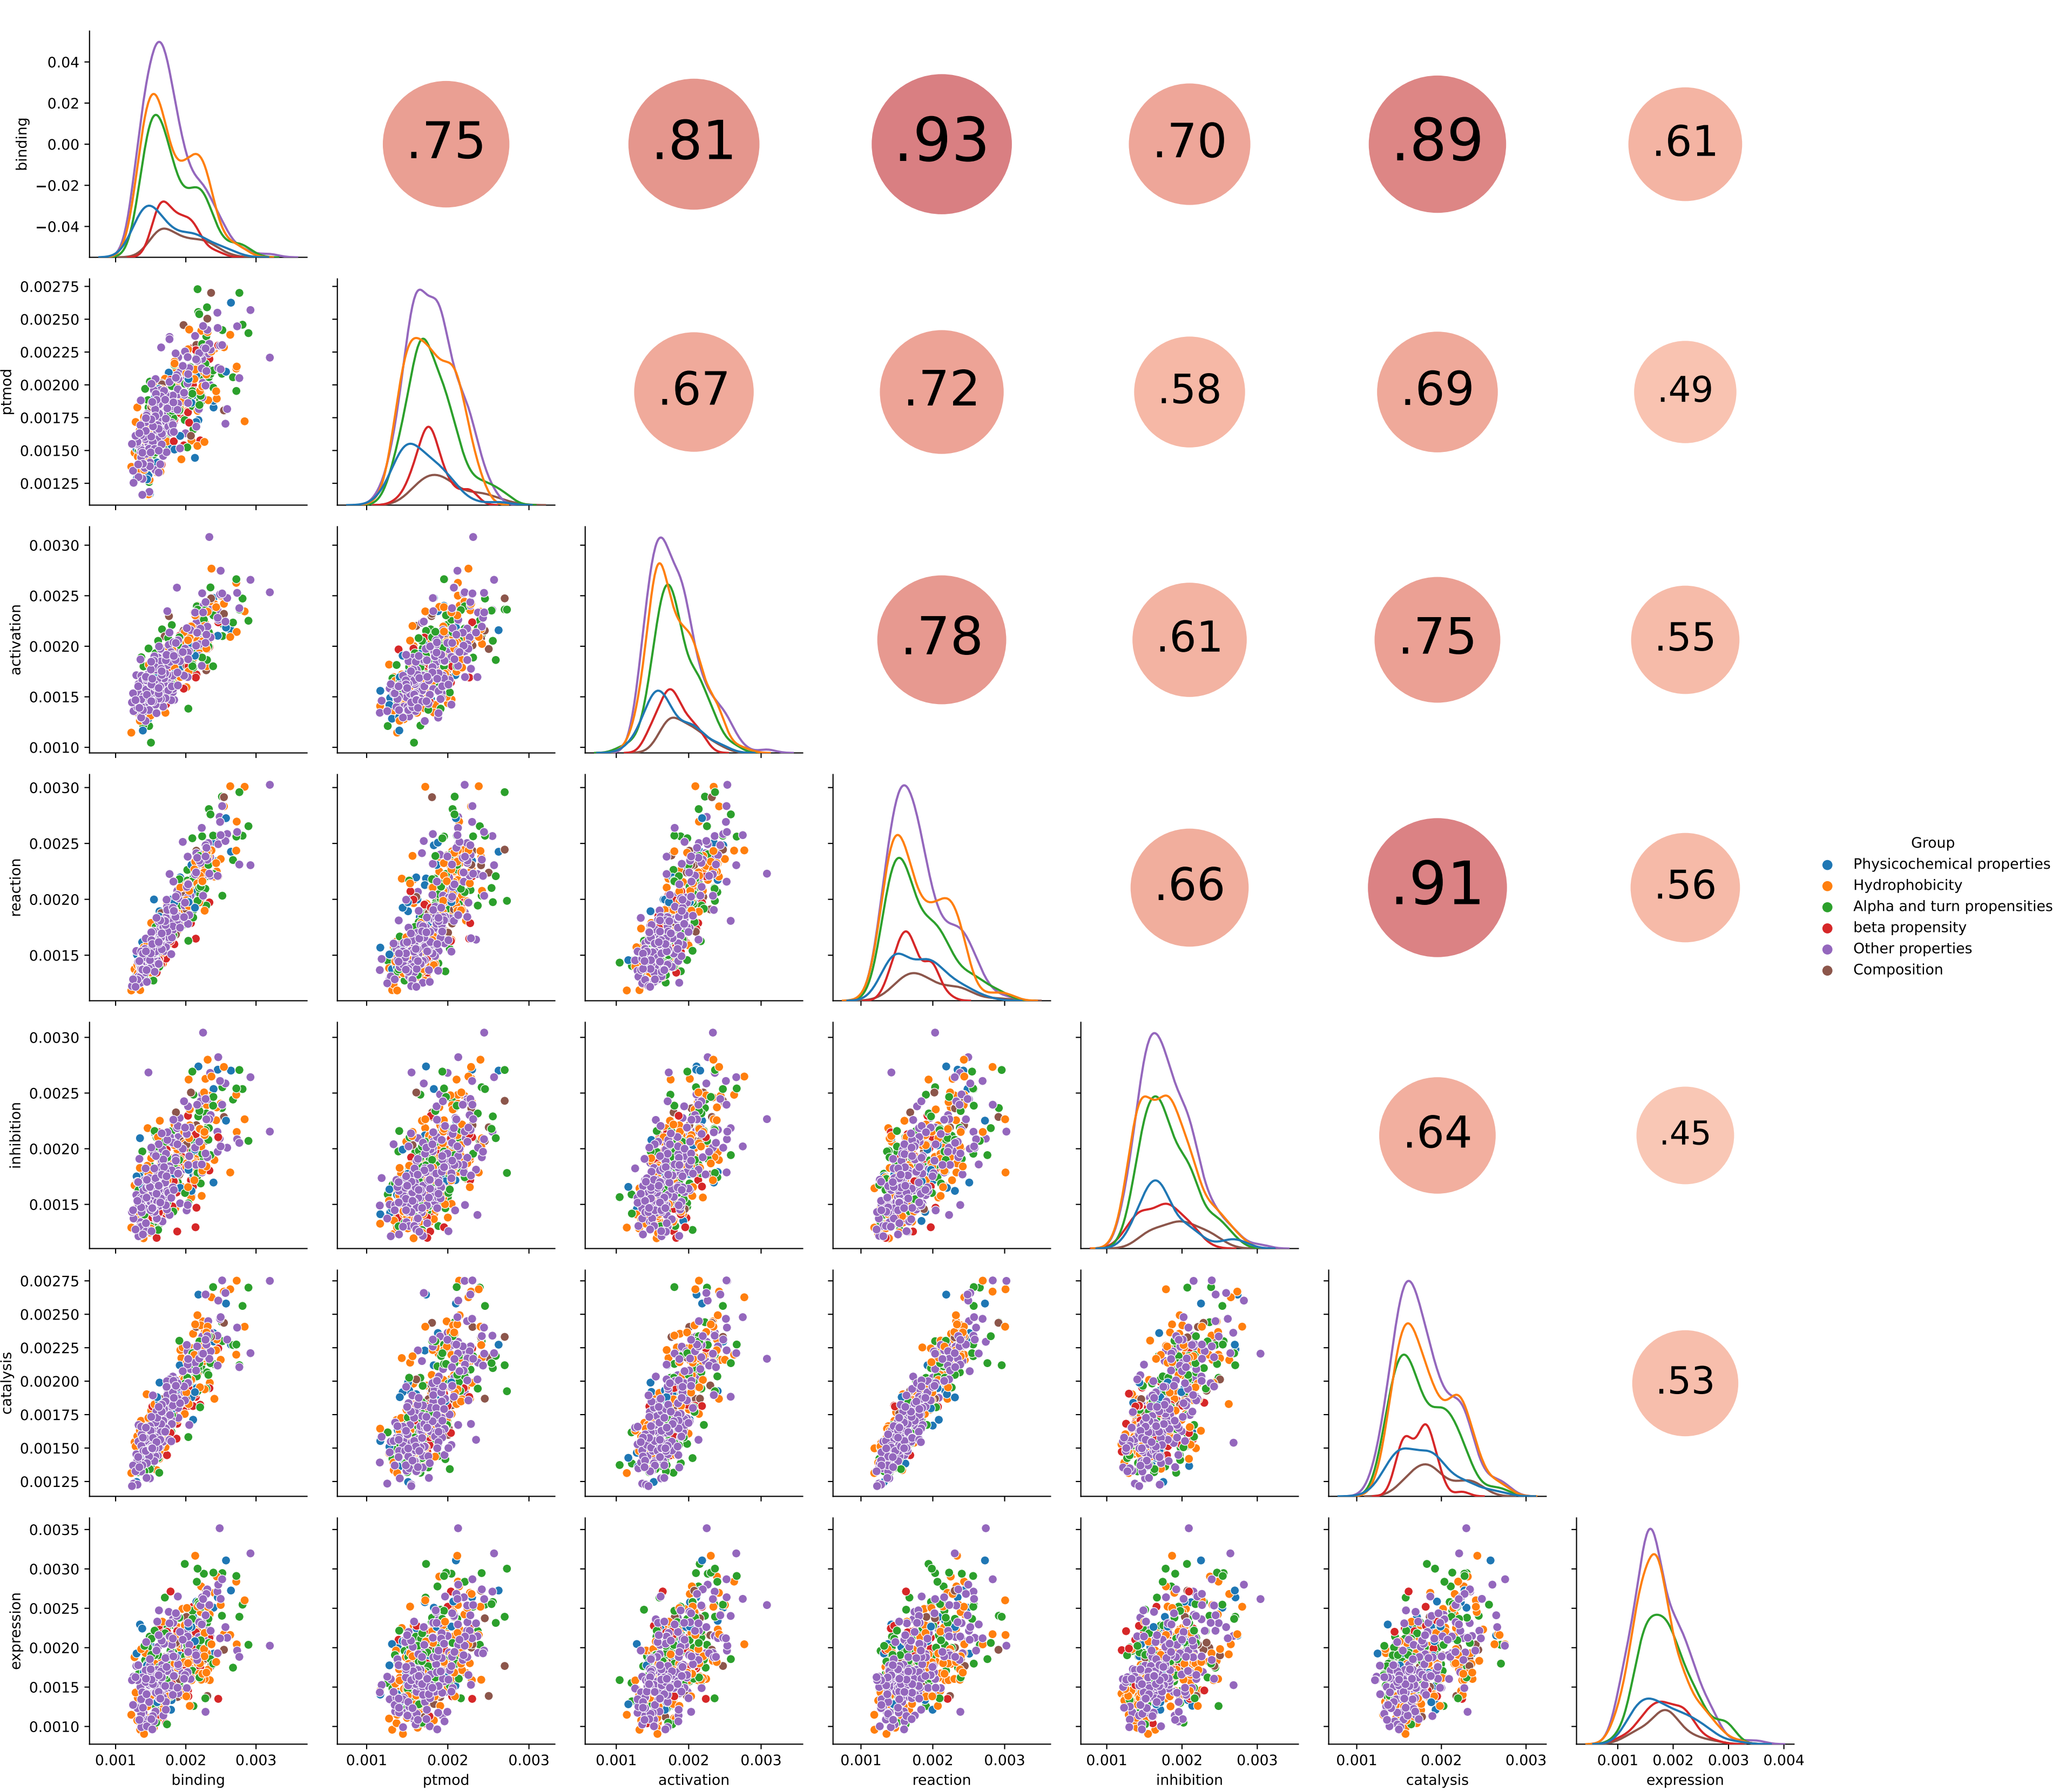 0.04
0.02
0.00
−0.02
−0.04
binding
.75
.81
.93
.70
.89
.61
0.00275
0.00250
0.00225
0.00200
0.00175
0.00150
0.00125
ptmod
.67
.72
.58
.69
.49
0.0030
0.0025
0.0020
0.0015
0.0010
activation
.78
.61
.75
.55
0.0030
0.0025
0.0020
0.0015
reaction
.66
.91
.56
Group
Physicochemical properties
Hydrophobicity
Alpha and turn propensities
beta propensity
Other properties
Composition
0.0030
0.0025
0.0020
0.0015
inhibition
.64
.45
0.00275
0.00250
0.00225
0.00200
0.00175
0.00150
0.00125
catalysis
.53
0.0035
0.0030
0.0025
0.0020
0.0015
0.0010
expression
0.001 0.002 0.003
0.001 0.002 0.003
0.001 0.002 0.003
0.001 0.002 0.003
0.001 0.002 0.003
0.001 0.002 0.003
0.001 0.002 0.003 0.004
binding
ptmod
activation
reaction
inhibition
catalysis
expression